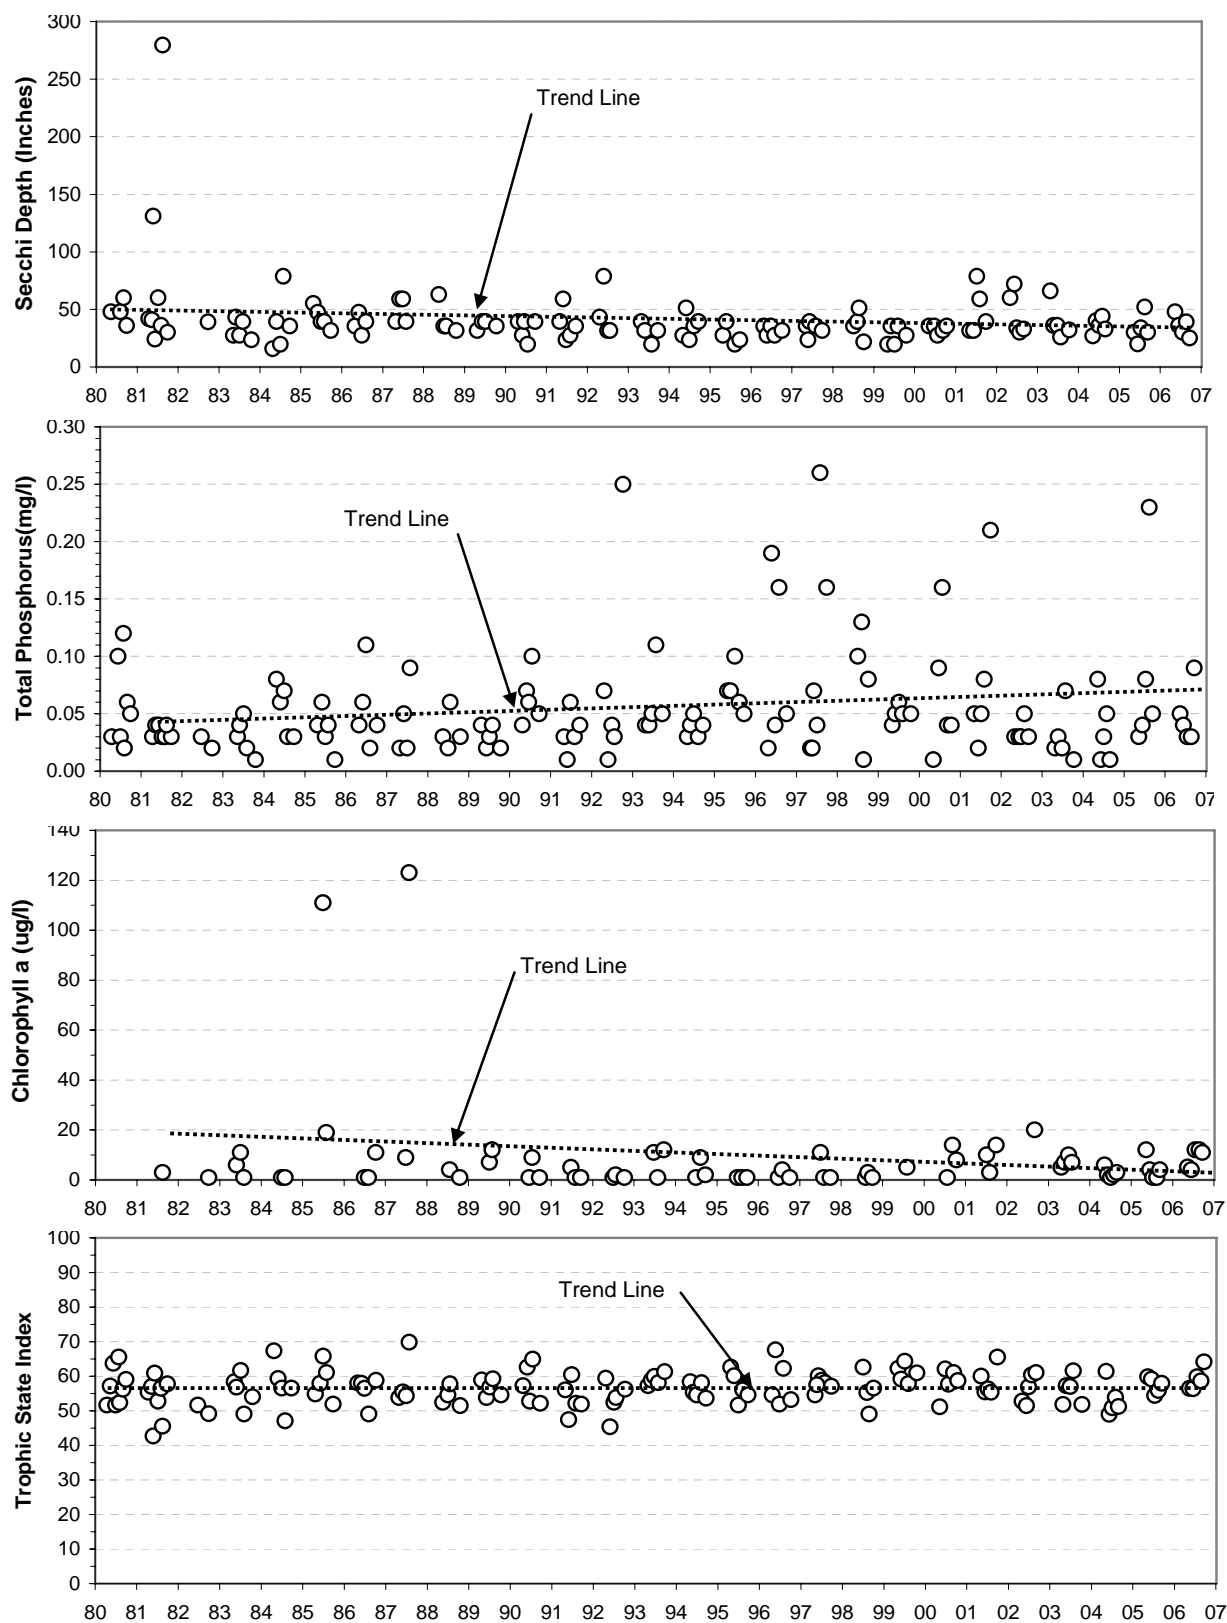 300
250
200
150
100
50
0
Secchi Depth (Inches)
Trend Line
80 81 82 83 84 85 86 87 88 89 90 91 92 93 94 95 96 97 98 99 00 01 02 03 04 05 06 07
0.30
0.25
0.20
0.15
0.10
0.05
0.00
Total Phosphorus(mg/l)
Trend Line
80 81 82 83 84 85 86 87 88 89 90 91 92 93 94 95 96 97 98 99 00 01 02 03 04 05 06 07
140
120
100
80
60
40
20
0
Chlorophyll a (ug/l)
Trend Line
80 81 82 83 84 85 86 87 88 89 90 91 92 93 94 95 96 97 98 99 00 01 02 03 04 05 06 07
100
90
80
70
60
50
40
30
20
10
0
Trophic State Index
Trend Line
80 81 82 83 84 85 86 87 88 89 90 91 92 93 94 95 96 97 98 99 00 01 02 03 04 05 06 07